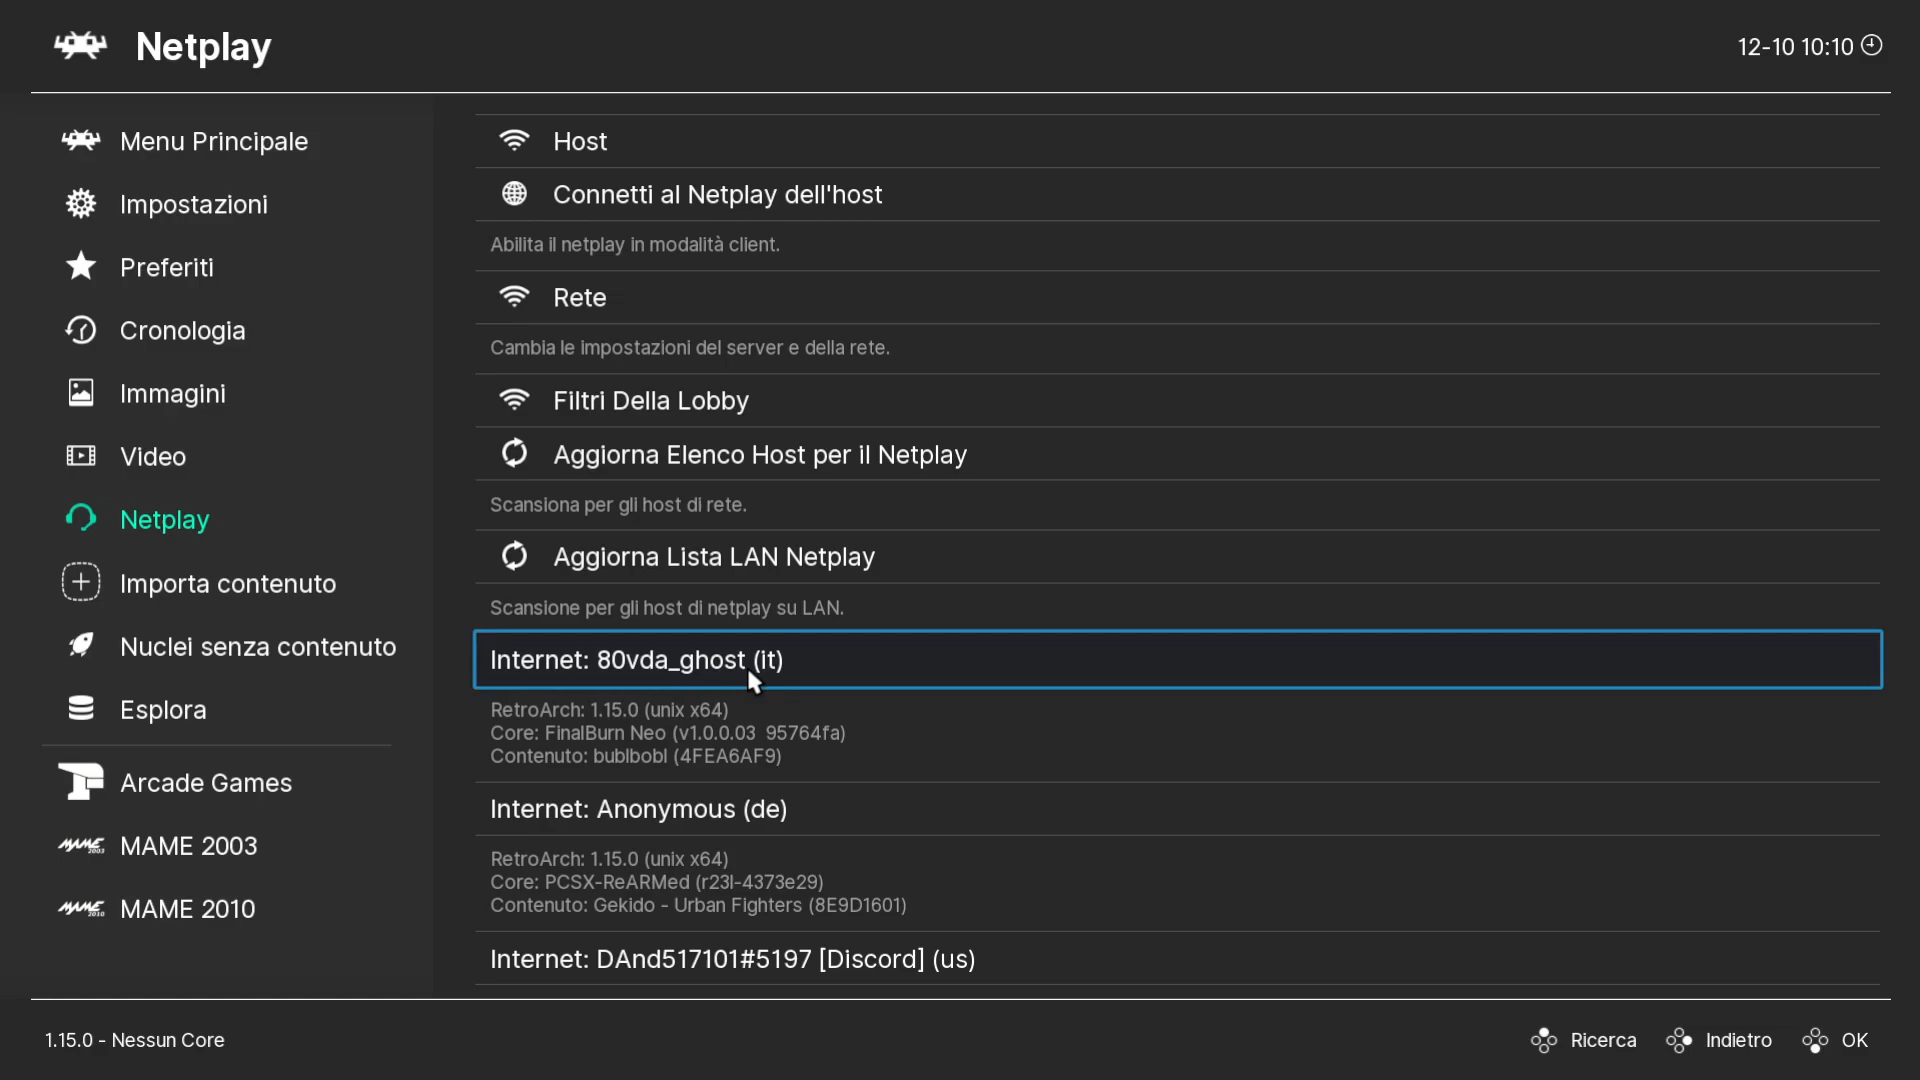 Netplay
12-10 10:10
Menu Principale
Impostazioni
Preferiti
Cronologia
Immagini
Video
Netplay
Importa contenuto
Nuclei senza contenuto
Esplora
Arcade Games
MAME 2003
MAME 2010
Host
Connetti al Netplay dell'host
Abilita il netplay in modalità client.
Rete
Cambia le impostazioni del server e della rete.
Filtri Della Lobby
Aggiorna Elenco Host per il Netplay
Scansiona per gli host di rete.
Aggiorna Lista LAN Netplay
Scansione per gli host di netplay su LAN.
Internet: 80vda_ghost (it)
RetroArch: 1.15.0 (unix x64)
Core: FinalBurn Neo (v1.0.0.03 95764fa)
Contenuto: bublbobl (4FEA6AF9)
Internet: Anonymous (de)
RetroArch: 1.15.0 (unix x64)
Core: PCSX-ReARMed (r23l-4373e29)
Contenuto: Gekido - Urban Fighters (8E9D1601)
Internet: DAnd517101#5197 [Discord] (us)
1.15.0 - Nessun Core
Ricerca
Indietro
OK